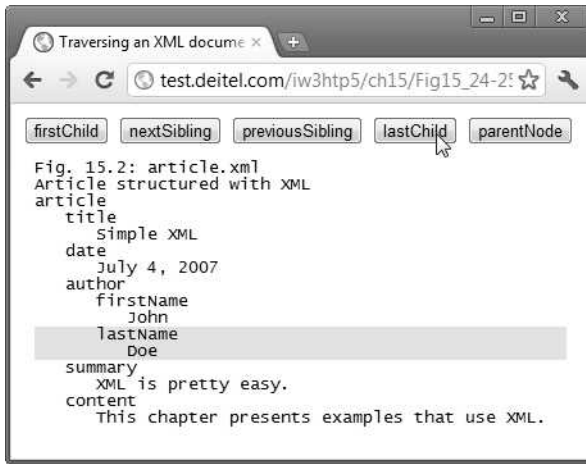 Traversing an XML docume ×
test.deitel.com/iw3htp5/ch15/Fig15_24-25
firstChild nextSibling previousSibling lastChild parentNode
Fig. 15.2: article.xml
Article structured with XML
article
title
Simple XML
date
July 4, 2007
author
firstName
John
lastName
Doe
summary
XML is pretty easy.
content
This chapter presents examples that use XML.